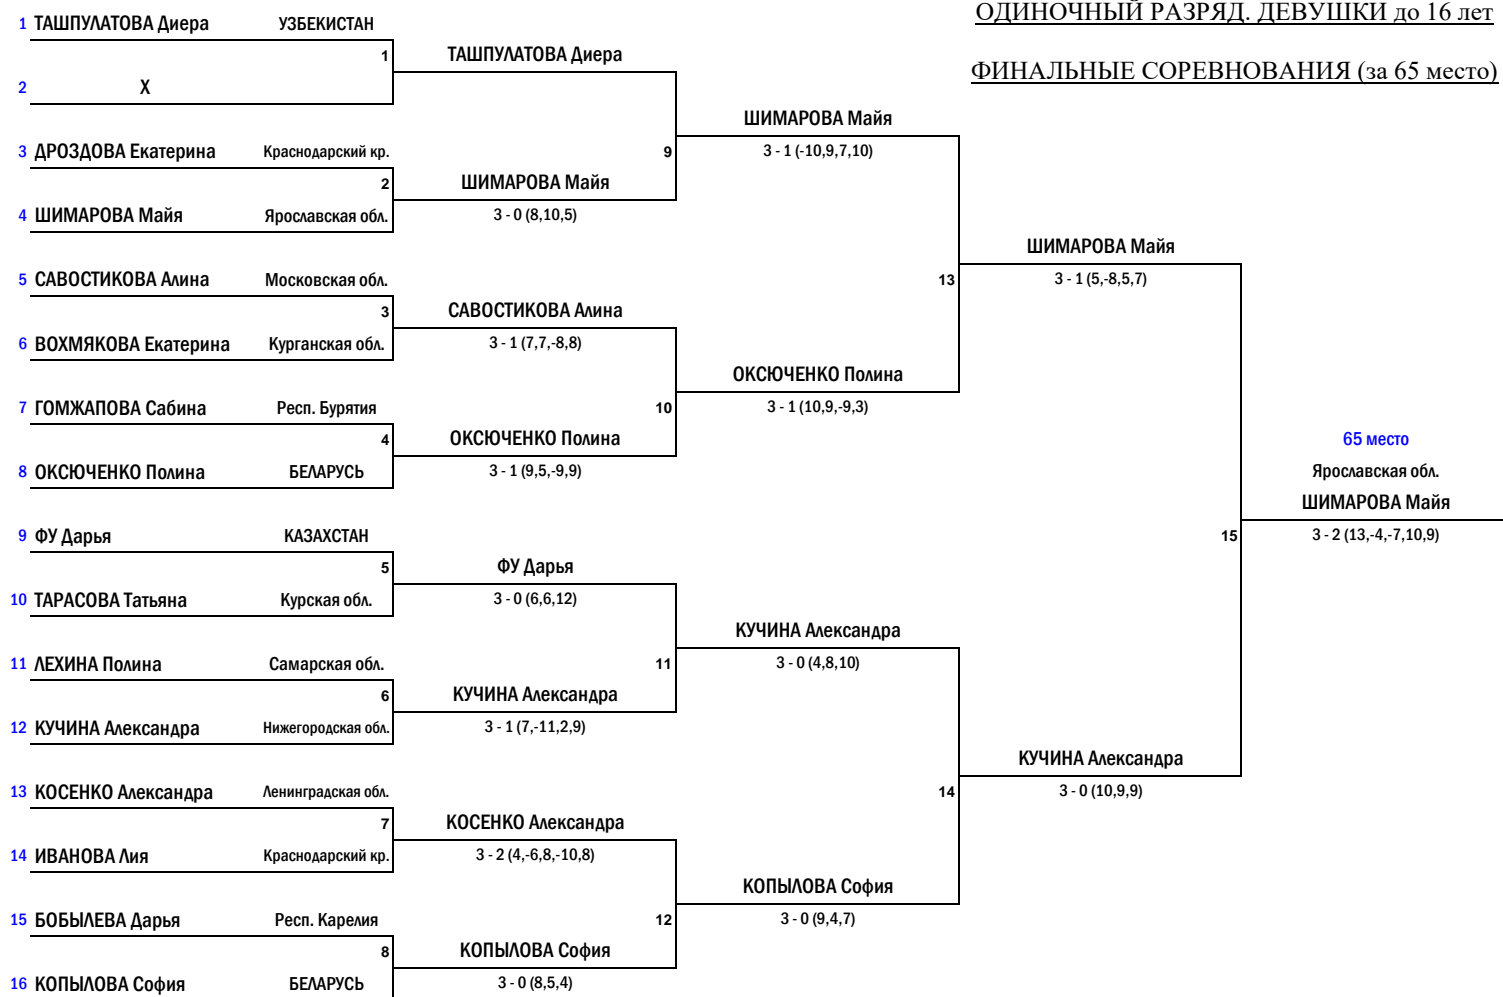 ОДИНОЧНЫЙ РАЗРЯД. ДЕВУШКИ до 16 лет
ФИНАЛЬНЫЕ СОРЕВНОВАНИЯ (за 65 место)
1 ТАШПУЛАТОВА Диера УЗБЕКИСТАН
1 ТАШПУЛАТОВА Диера
2 X
ШИМАРОВА Майя
3 ДРОЗДОВА Екатерина Краснодарский кр. 9 3 - 1 (-10,9,7,10)
2 ШИМАРОВА Майя
4 ШИМАРОВА Майя Ярославская обл. 3 - 0 (8,10,5)
ШИМАРОВА Майя
5 САВОСТИКОВА Алина Московская обл. 13 3 - 1 (5,-8,5,7)
3 САВОСТИКОВА Алина
6 ВОХМЯКОВА Екатерина Курганская обл. 3 - 1 (7,7,-8,8)
ОКСЮЧЕНКО Полина
7 ГОМЖАПОВА Сабина Респ. Бурятия 10 3 - 1 (10,9,-9,3)
4 ОКСЮЧЕНКО Полина 65 место
8 ОКСЮЧЕНКО Полина БЕЛАРУСЬ 3 - 1 (9,5,-9,9) Ярославская обл.
ШИМАРОВА Майя
9 ФУ Дарья КАЗАХСТАН 15 3 - 2 (13,-4,-7,10,9)
5 ФУ Дарья
10 ТАРАСОВА Татьяна Курская обл. 3 - 0 (6,6,12)
КУЧИНА Александра
11 ЛЕХИНА Полина Самарская обл. 11 3 - 0 (4,8,10)
6 КУЧИНА Александра
12 КУЧИНА Александра Нижегородская обл. 3 - 1 (7,-11,2,9)
КУЧИНА Александра
13 КОСЕНКО Александра Ленинградская обл. 14 3 - 0 (10,9,9)
7 КОСЕНКО Александра
14 ИВАНОВА Лия Краснодарский кр. 3 - 2 (4,-6,8,-10,8)
КОПЫЛОВА София
15 БОБЫЛЕВА Дарья Респ. Карелия 12 3 - 0 (9,4,7)
8 КОПЫЛОВА София
16 КОПЫЛОВА София БЕЛАРУСЬ 3 - 0 (8,5,4)